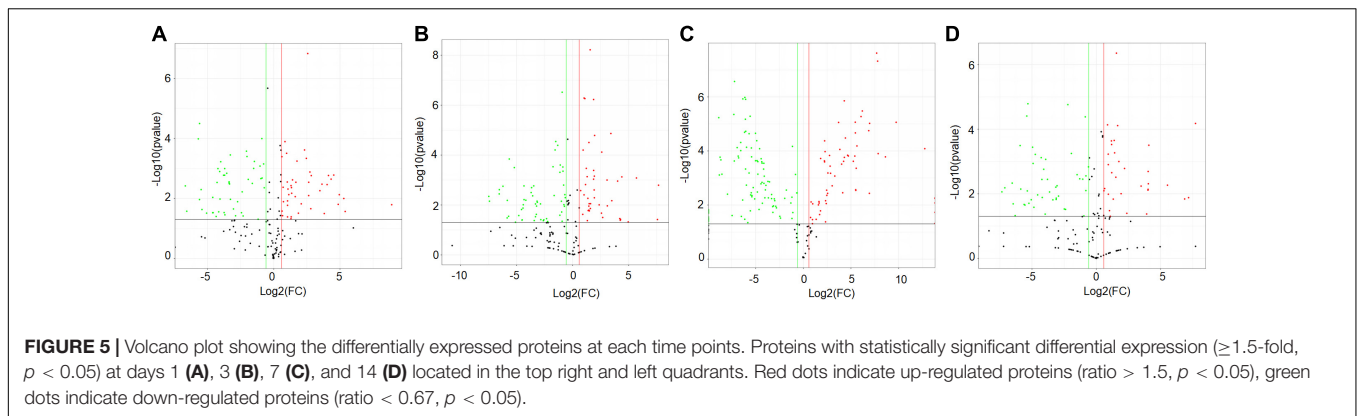 A
B
C
D
6
4
2
0
-5
0
5
-Log10(pvalue)
Log2(FC)
8
6
4
2
0
-10
-5
0
5
-Log10(pvalue)
Log2(FC)
6
4
2
0
-5
0
5
10
-Log10(pvalue)
Log2(FC)
6
4
2
0
-5
0
5
-Log10(pvalue)
Log2(FC)
FIGURE 5 | Volcano plot showing the differentially expressed proteins at each time points. Proteins with statistically significant differential expression (≥1.5-fold,
p < 0.05) at days 1 (A), 3 (B), 7 (C), and 14 (D) located in the top right and left quadrants. Red dots indicate up-regulated proteins (ratio > 1.5, p < 0.05), green
dots indicate down-regulated proteins (ratio < 0.67, p < 0.05).